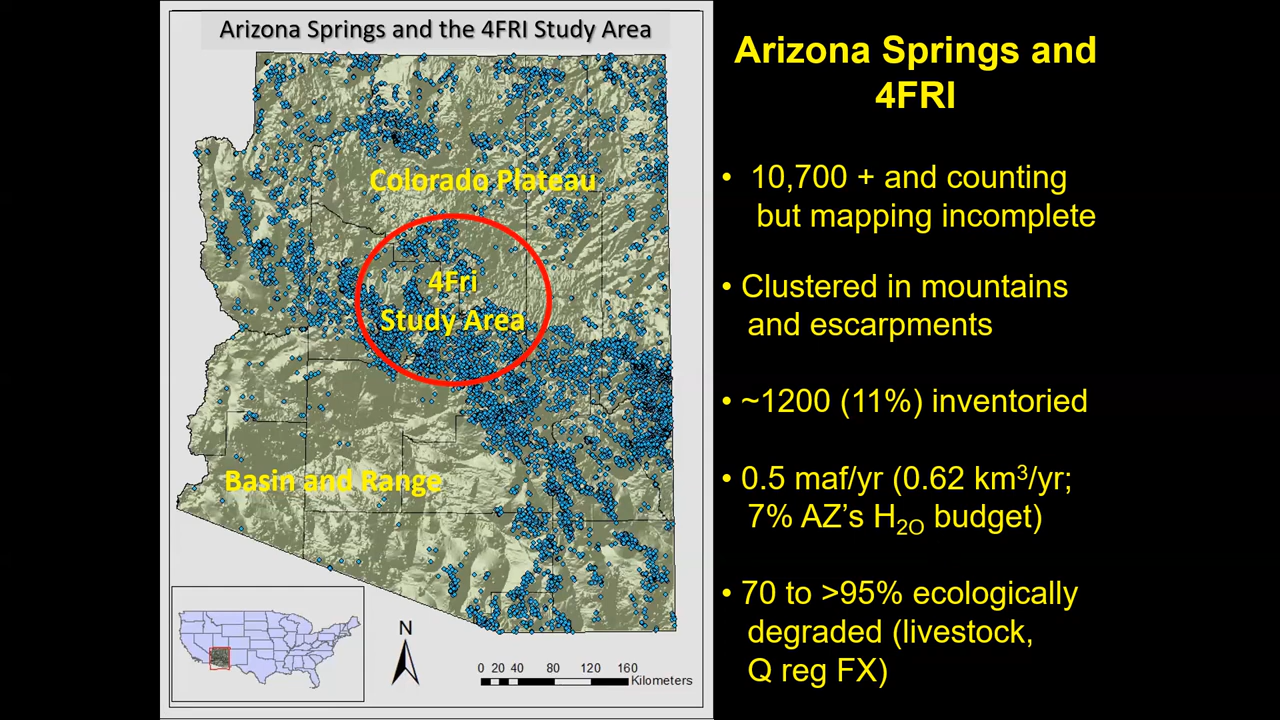 Arizona Springs and the 4FRI Study Area
Colorado Plateau
4Fri
Study Area
Basin and Range
N
0 20 40 80 120 160
Kilometers
Arizona Springs and
4FRI
• 10,700 + and counting
but mapping incomplete
• Clustered in mountains
and escarpments
• ~1200 (11%) inventoried
• 0.5 maf/yr (0.62 km³/yr;
7% AZ’s H₂O budget)
• 70 to >95% ecologically
degraded (livestock,
Q reg FX)